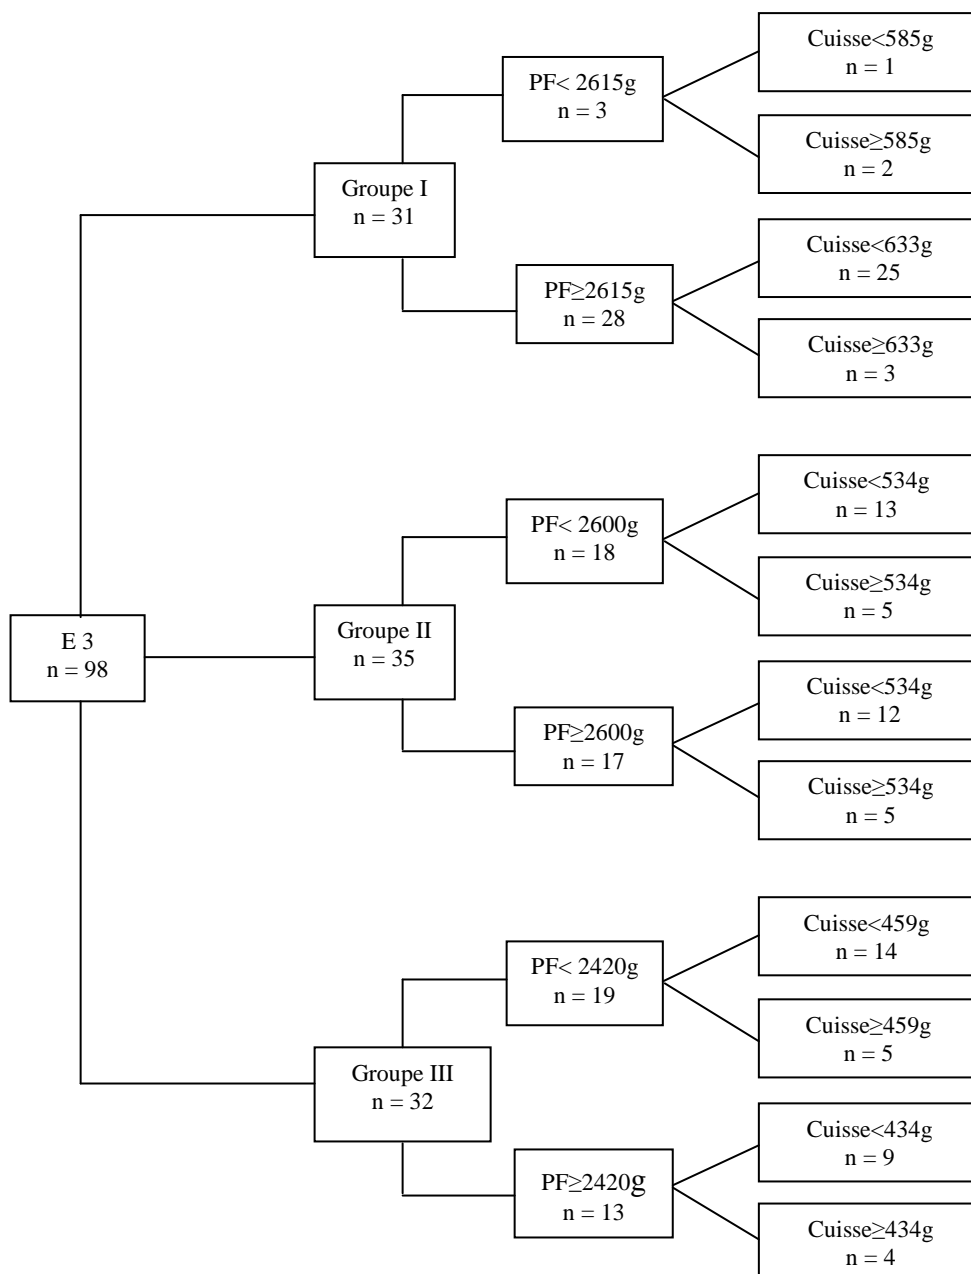 Cuisse<585g
n = 1
PF< 2615g
n = 3
Cuisse≥585g
n = 2
Groupe I
n = 31
Cuisse<633g
n = 25
PF≥2615g
n = 28
Cuisse≥633g
n = 3
Cuisse<534g
n = 13
PF< 2600g
n = 18
Cuisse≥534g
n = 5
E 3
n = 98
Groupe II
n = 35
Cuisse<534g
n = 12
PF≥2600g
n = 17
Cuisse≥534g
n = 5
Cuisse<459g
n = 14
PF< 2420g
n = 19
Cuisse≥459g
n = 5
Groupe III
n = 32
Cuisse<434g
n = 9
PF≥2420g
n = 13
Cuisse≥434g
n = 4